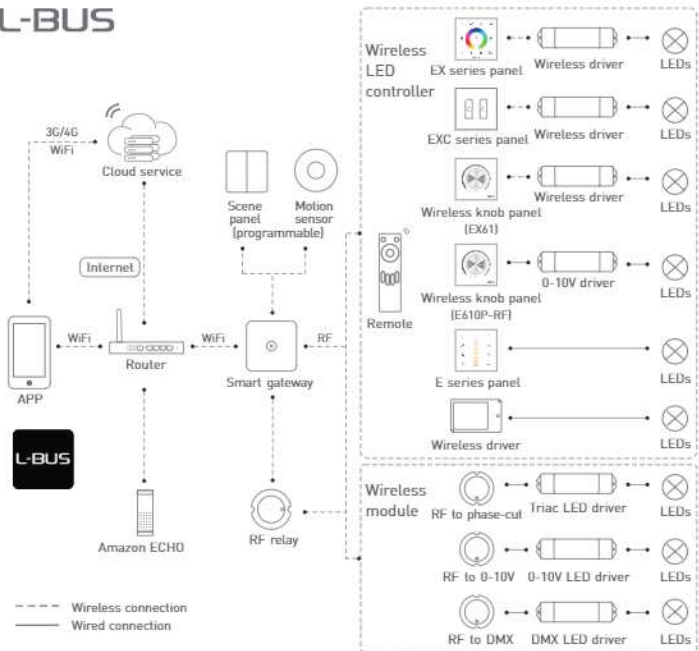 L-BUS
3G/4G
WiFi
Cloud service
Internet
WiFi
WiFi
RF
APP
Router
Smart gateway
Scene
panel
Motion
sensor
(programmable)
L-BUS
Amazon ECHO
RF relay
Wireless connection
Wired connection
Wireless
LED
controller
Remote
EX series panel
Wireless driver
LEDs
EXC series panel
Wireless driver
LEDs
Wireless knob panel
(EX61)
Wireless driver
LEDs
Wireless knob panel
(E610P-RF)
0-10V driver
LEDs
E series panel
LEDs
Wireless driver
LEDs
Wireless
module
RF to phase-cut
Triac LED driver
LEDs
RF to 0-10V
0-10V LED driver
LEDs
RF to DMX
DMX LED driver
LEDs